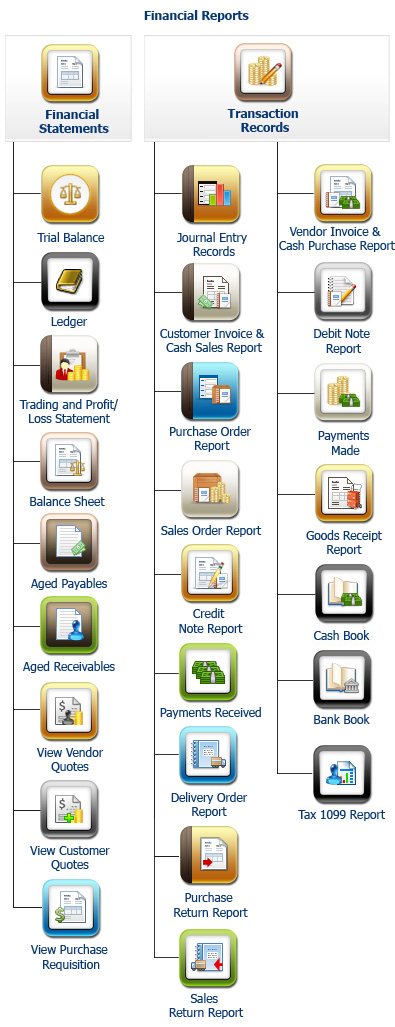 Financial Reports
Financial
Statements
Trial Balance
Ledger
Trading and Profit/
Loss Statement
Balance Sheet
Aged Payables
Aged Receivables
View Vendor
Quotes
View Customer
Quotes
View Purchase
Requisition
Transaction
Records
Journal Entry
Records
Customer Invoice &
Cash Sales Report
Purchase Order
Report
Sales Order Report
Credit
Note Report
Payments Received
Delivery Order
Report
Purchase
Return Report
Sales
Return Report
Vendor Invoice &
Cash Purchase Report
Debit Note
Report
Payments
Made
Goods Receipt
Report
Cash Book
Bank Book
Tax 1099 Report